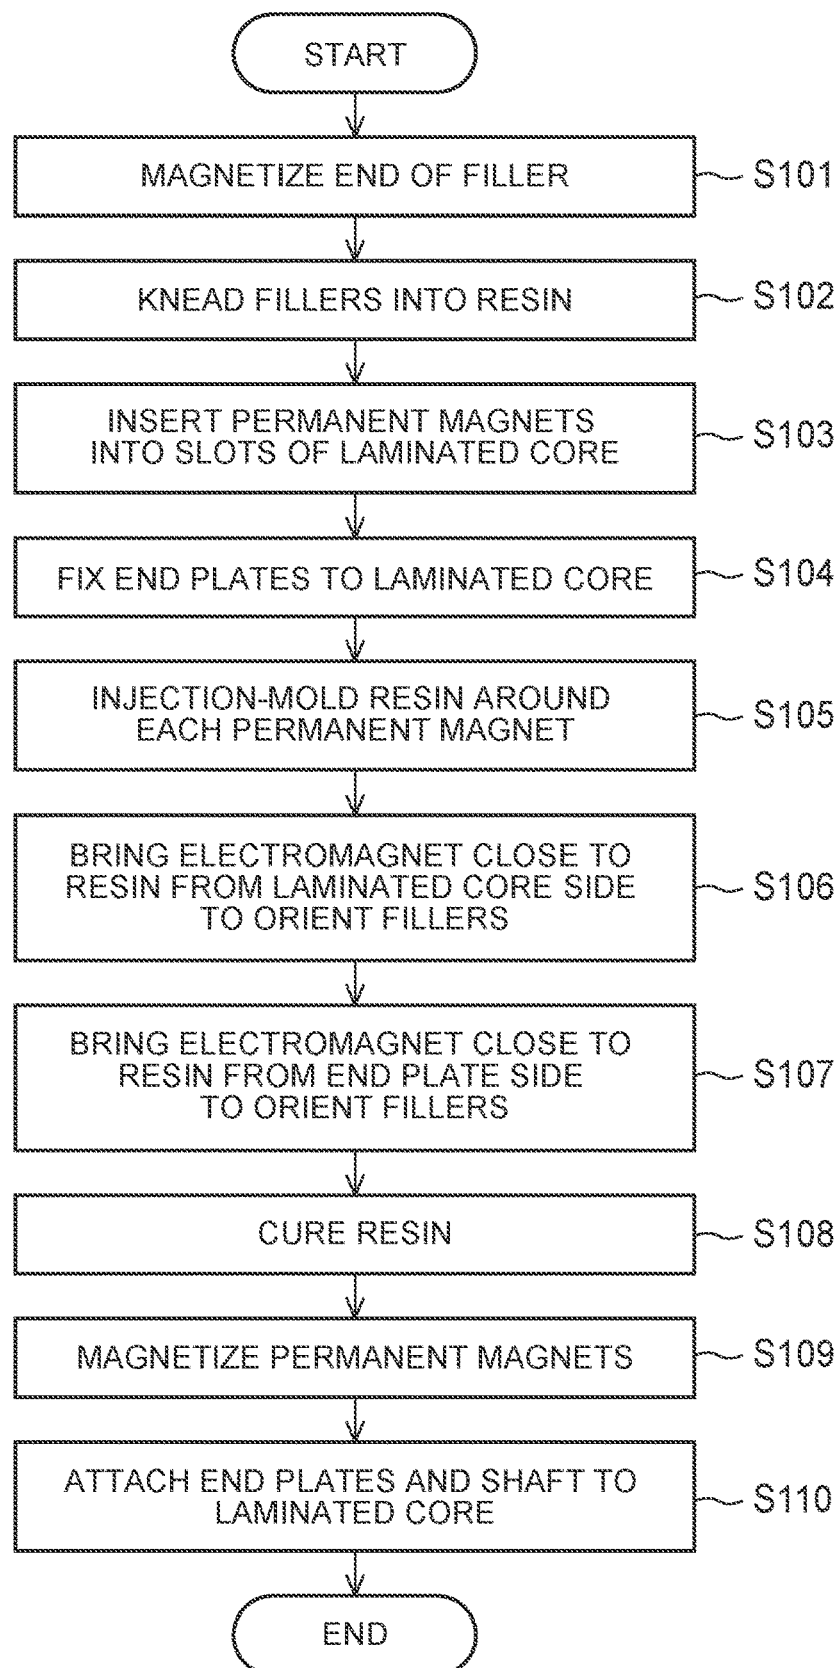 START
MAGNETIZE END OF FILLER
S101
KNEAD FILLERS INTO RESIN
S102
INSERT PERMANENT MAGNETS
INTO SLOTS OF LAMINATED CORE
S103
FIX END PLATES TO LAMINATED CORE
S104
INJECTION-MOLD RESIN AROUND
EACH PERMANENT MAGNET
S105
BRING ELECTROMAGNET CLOSE TO
RESIN FROM LAMINATED CORE SIDE
TO ORIENT FILLERS
S106
BRING ELECTROMAGNET CLOSE TO
RESIN FROM END PLATE SIDE
TO ORIENT FILLERS
S107
CURE RESIN
S108
MAGNETIZE PERMANENT MAGNETS
S109
ATTACH END PLATES AND SHAFT TO
LAMINATED CORE
S110
END